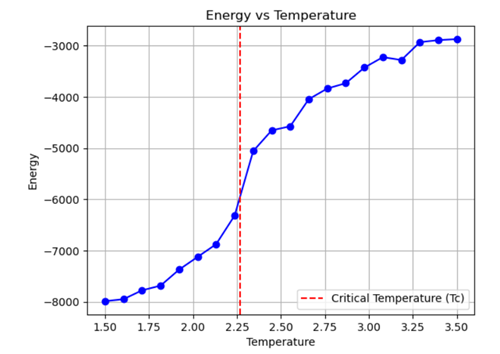 Energy vs Temperature
−3000
−4000
−5000
−6000
−7000
−8000
Energy
Critical Temperature (Tc)
1.50 1.75 2.00 2.25 2.50 2.75 3.00 3.25 3.50
Temperature